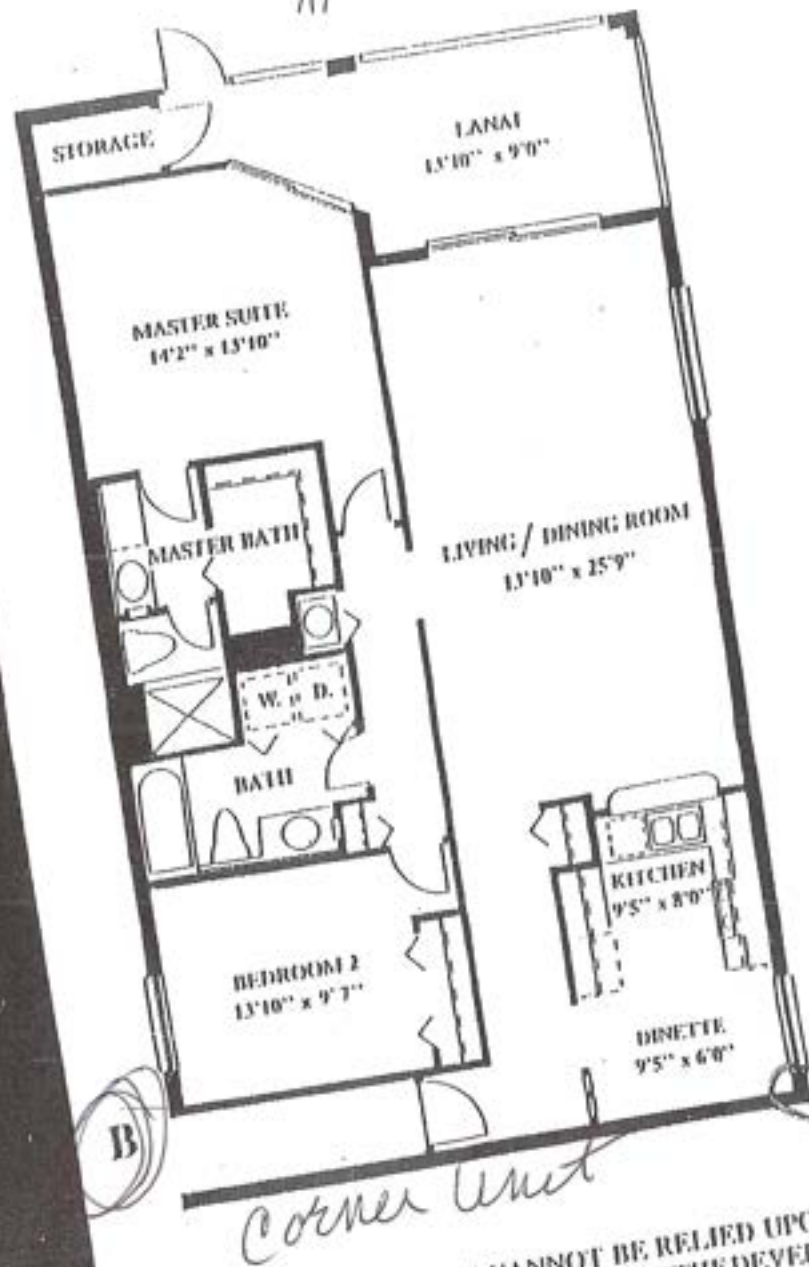 STORAGE
LANAI
13'10" x 9'0"
MASTER SUITE
14'2" x 13'10"
MASTER BATH
LIVING / DINING ROOM
13'10" x 25'9"
W. D.
BATH
KITCHEN
9'5" x 8'0"
BEDROOM 2
13'10" x 9'7"
DINETTE
9'5" x 6'0"
B
Corner Unit
CANNOT BE RELIED UPO
THE DEVE